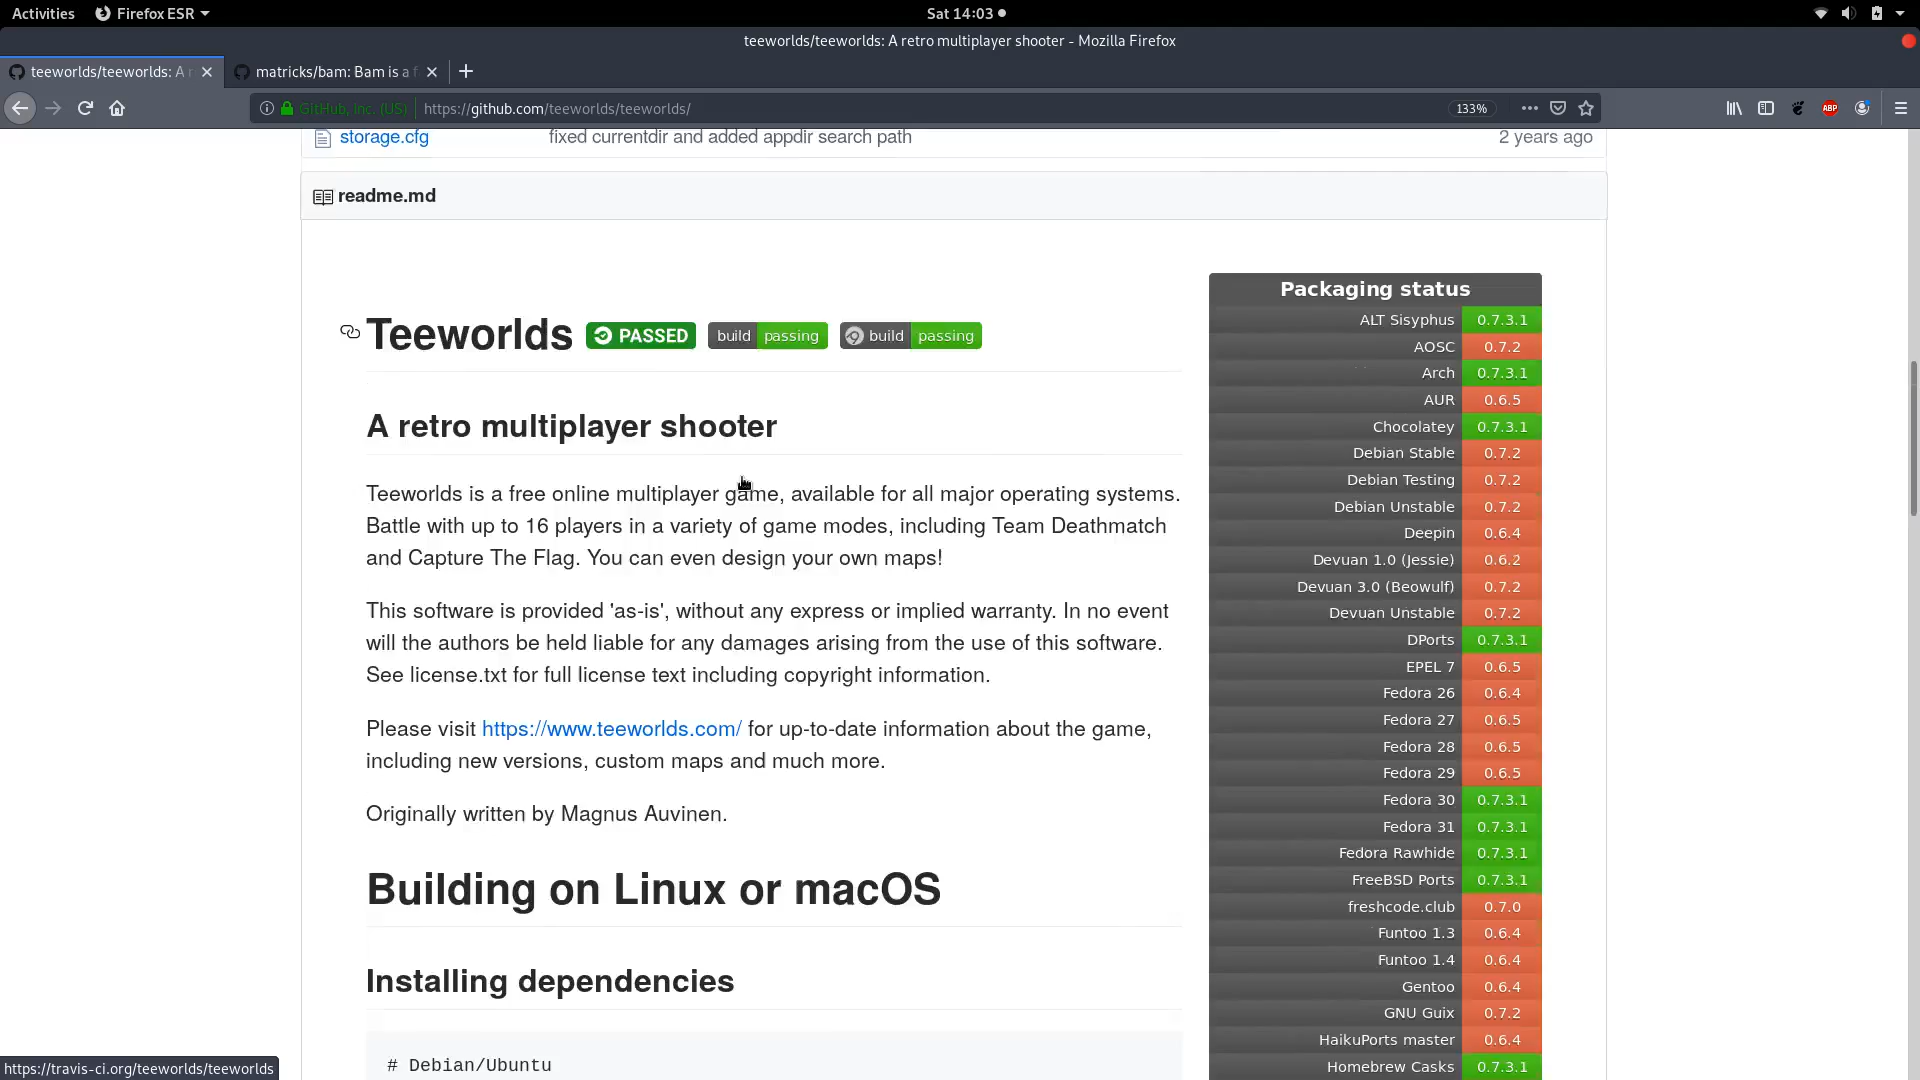 Activities Firefox ESR Sat 14:03
teeworlds/teeworlds: A retro multiplayer shooter - Mozilla Firefox
teeworlds/teeworlds: A r matricks/bam: Bam is a f
GitHub, Inc. (US) https://github.com/teeworlds/teeworlds/ 133% ABP
storage.cfg fixed currentdir and added appdir search path 2 years ago
readme.md
Teeworlds PASSED build passing build passing
A retro multiplayer shooter
Teeworlds is a free online multiplayer game, available for all major operating systems.
Battle with up to 16 players in a variety of game modes, including Team Deathmatch
and Capture The Flag. You can even design your own maps!
This software is provided 'as-is', without any express or implied warranty. In no event
will the authors be held liable for any damages arising from the use of this software.
See license.txt for full license text including copyright information.
Please visit https://www.teeworlds.com/ for up-to-date information about the game,
including new versions, custom maps and much more.
Originally written by Magnus Auvinen.
Building on Linux or macOS
Installing dependencies
# Debian/Ubuntu
Packaging status
ALT Sisyphus 0.7.3.1
AOSC 0.7.2
Arch 0.7.3.1
AUR 0.6.5
Chocolatey 0.7.3.1
Debian Stable 0.7.2
Debian Testing 0.7.2
Debian Unstable 0.7.2
Deepin 0.6.4
Devuan 1.0 (Jessie) 0.6.2
Devuan 3.0 (Beowulf) 0.7.2
Devuan Unstable 0.7.2
DPorts 0.7.3.1
EPEL 7 0.6.5
Fedora 26 0.6.4
Fedora 27 0.6.5
Fedora 28 0.6.5
Fedora 29 0.6.5
Fedora 30 0.7.3.1
Fedora 31 0.7.3.1
Fedora Rawhide 0.7.3.1
FreeBSD Ports 0.7.3.1
freshcode.club 0.7.0
Funtoo 1.3 0.6.4
Funtoo 1.4 0.6.4
Gentoo 0.6.4
GNU Guix 0.7.2
HaikuPorts master 0.6.4
Homebrew Casks 0.7.3.1
https://travis-ci.org/teeworlds/teeworlds